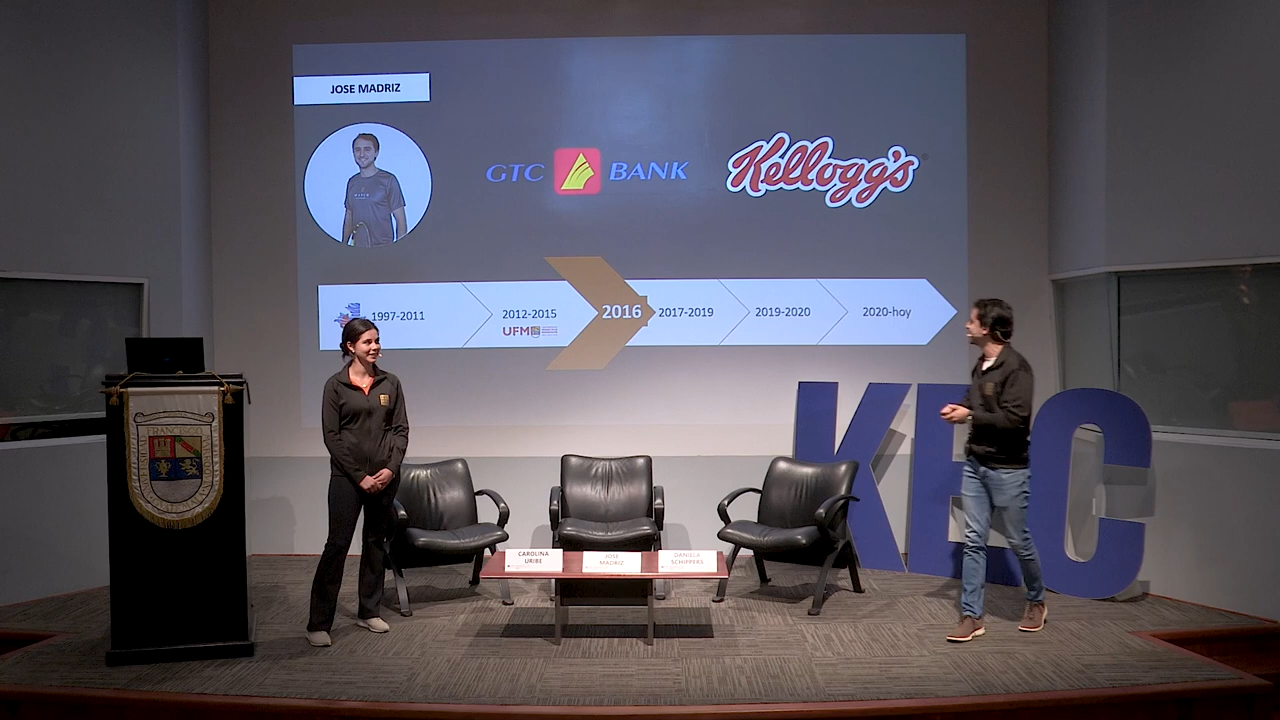 JOSE MADRIZ
GTC BANK
Kellogg's
1997-2011
2012-2015
UFM
2016
2017-2019
2019-2020
2020-hoy
KEC
FRANCISCO
CAROLINA
URIBE
JOSE
MADRIZ
DANIELA
SCHIPPERS